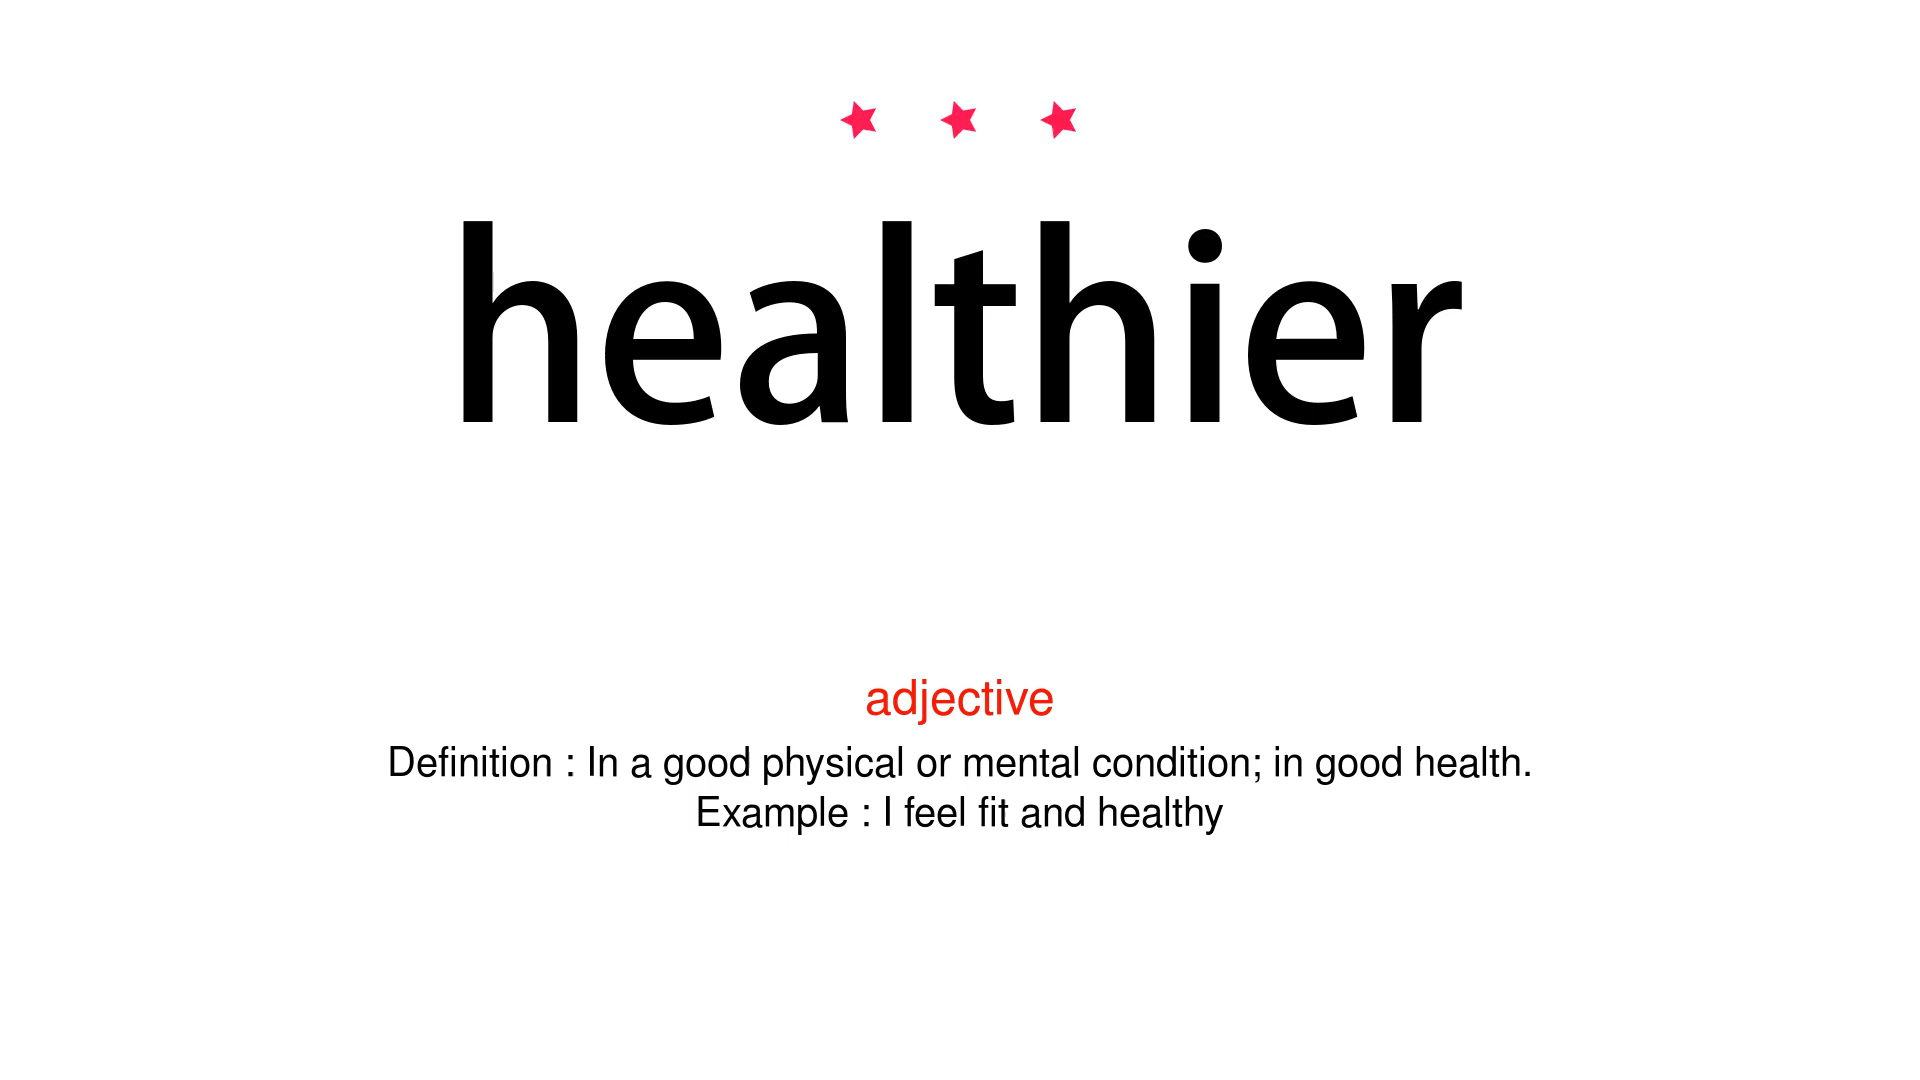 healthier
adjective
Definition : In a good physical or mental condition; in good health.
Example : I feel fit and healthy